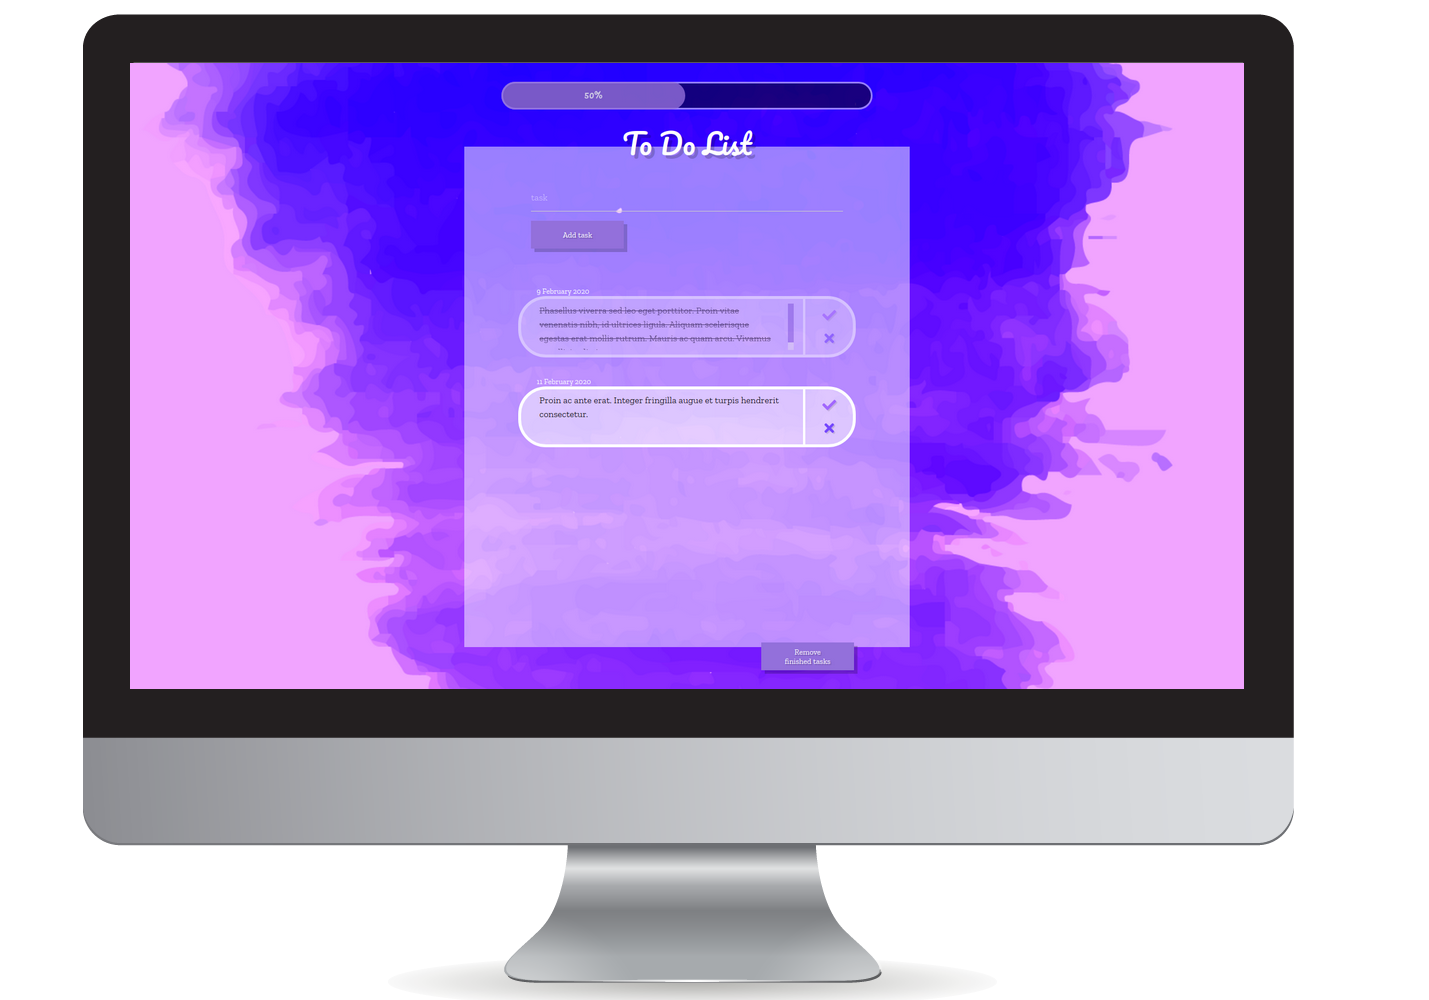 50%
To Do List
task
Add task
9 February 2020
Phasellus viverra sed leo eget porttitor. Proin vitae
venenatis nibh, id ultrices ligula. Aliquam scelerisque
egestas erat mollis rutrum. Mauris ac quam arcu. Vivamus
11 February 2020
Proin ac ante erat. Integer fringilla augue et turpis hendrerit
consectetur.
Remove
finished tasks